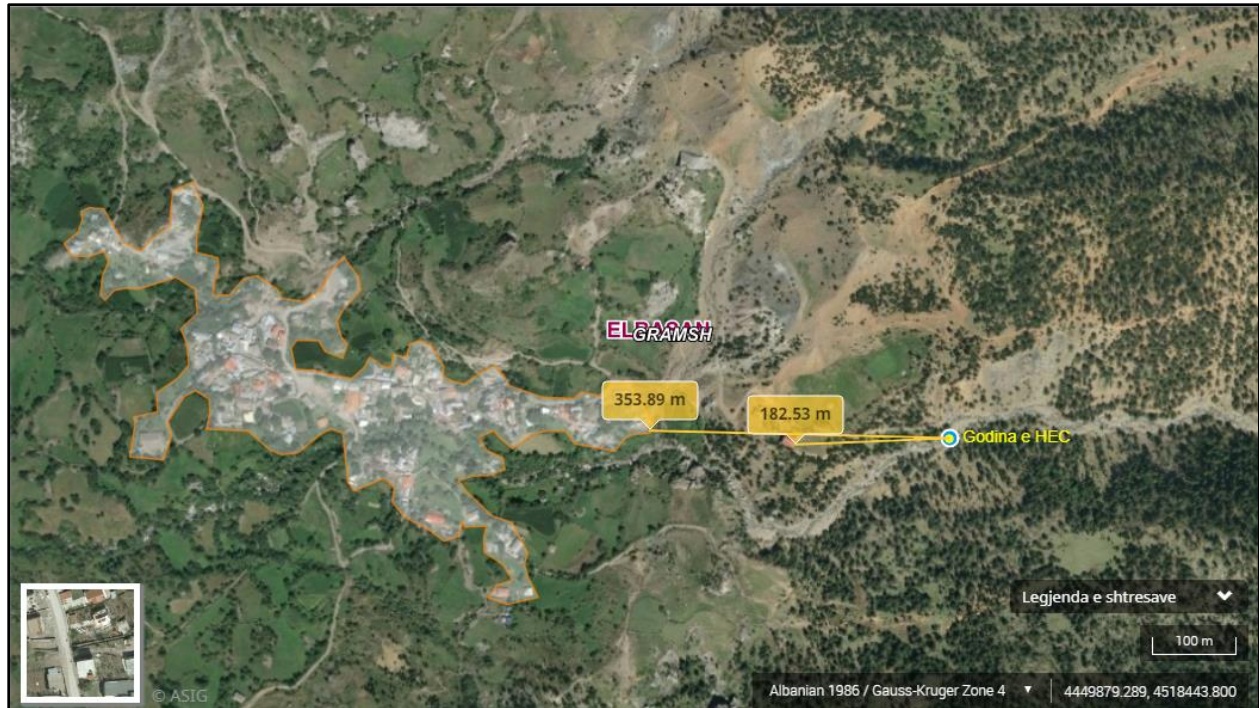 ELBASAN
GRAMSH
353.89 m
182.53 m
Godina e HEC
Legjenda e shtresave
100 m
© ASIG
Albanian 1986 / Gauss-Kruger Zone 4
4449879.289, 4518443.800